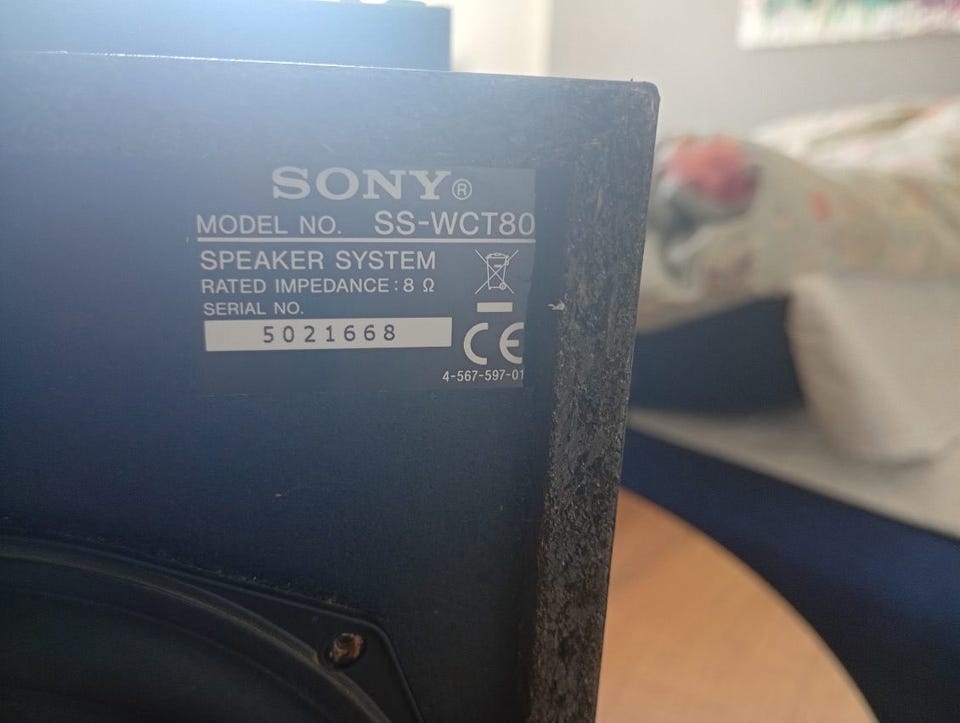 SONY®
MODEL NO. SS-WCT80
SPEAKER SYSTEM
RATED IMPEDANCE : 8 Ω
SERIAL NO.
5021668
CE
4-567-597-01